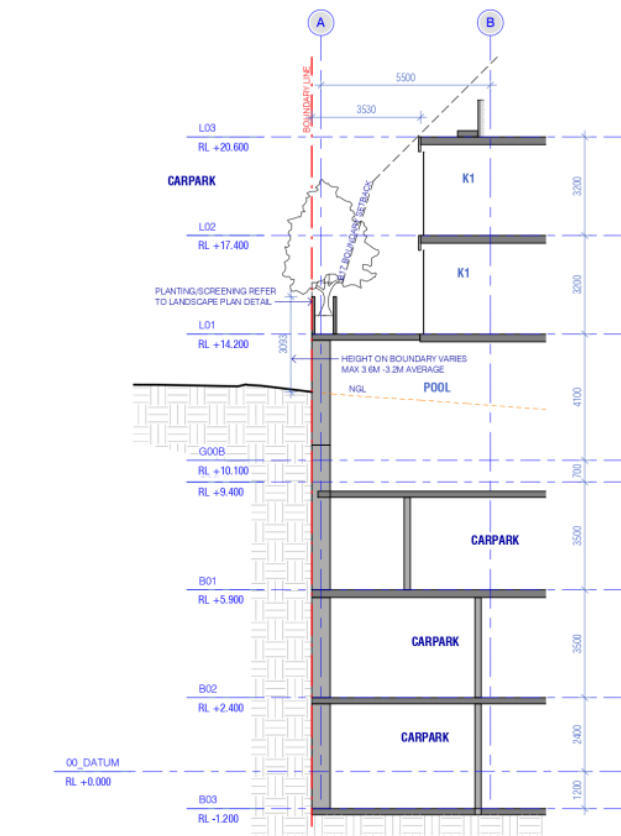 A
B
BOUNDARY LINE
5500
3530
L03
RL +20.600
CARPARK
K1
3200
B17 BOUNDARY SETBACK
L02
RL +17.400
K1
3200
PLANTING/SCREENING REFER
TO LANDSCAPE PLAN DETAIL
L01
RL +14.200
3093
HEIGHT ON BOUNDARY VARIES
MAX 3.6M -3.2M AVERAGE
NGL
POOL
4100
G00B
RL +10.100
700
RL +9.400
CARPARK
3500
B01
RL +5.900
CARPARK
3500
B02
RL +2.400
CARPARK
2400
00_DATUM
RL +0.000
1200
B03
RL -1.200